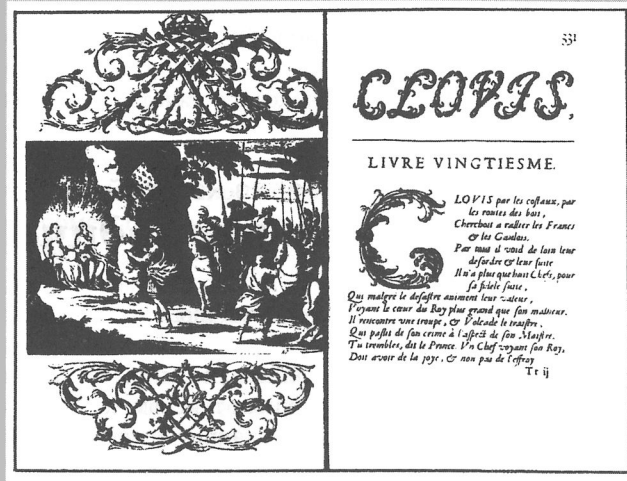 331
CLOVIS,
LIVRE VINGTIESME.
CLOVIS par les costaux, par
les routes des bois,
Cherchoit a rallier les Francs
& les Gaulois.
Par tout il void de loin leur
desordre & leur fuite
Il n'a plus que huit Chefs, pour
sa fidele suite,
Qui malgré le desastre animent leur valeur,
Voyant le cœur du Roy plus grand que son malheur.
Il rencontre vne troupe, & Volcade le traistre,
Qui paslit de son crime à l'aspect de son Maistre.
Tu trembles, dit le Prince. Vn Chef voyant son Roy,
Doit avoir de la joye, & non pas de l'effroy
Tt ij